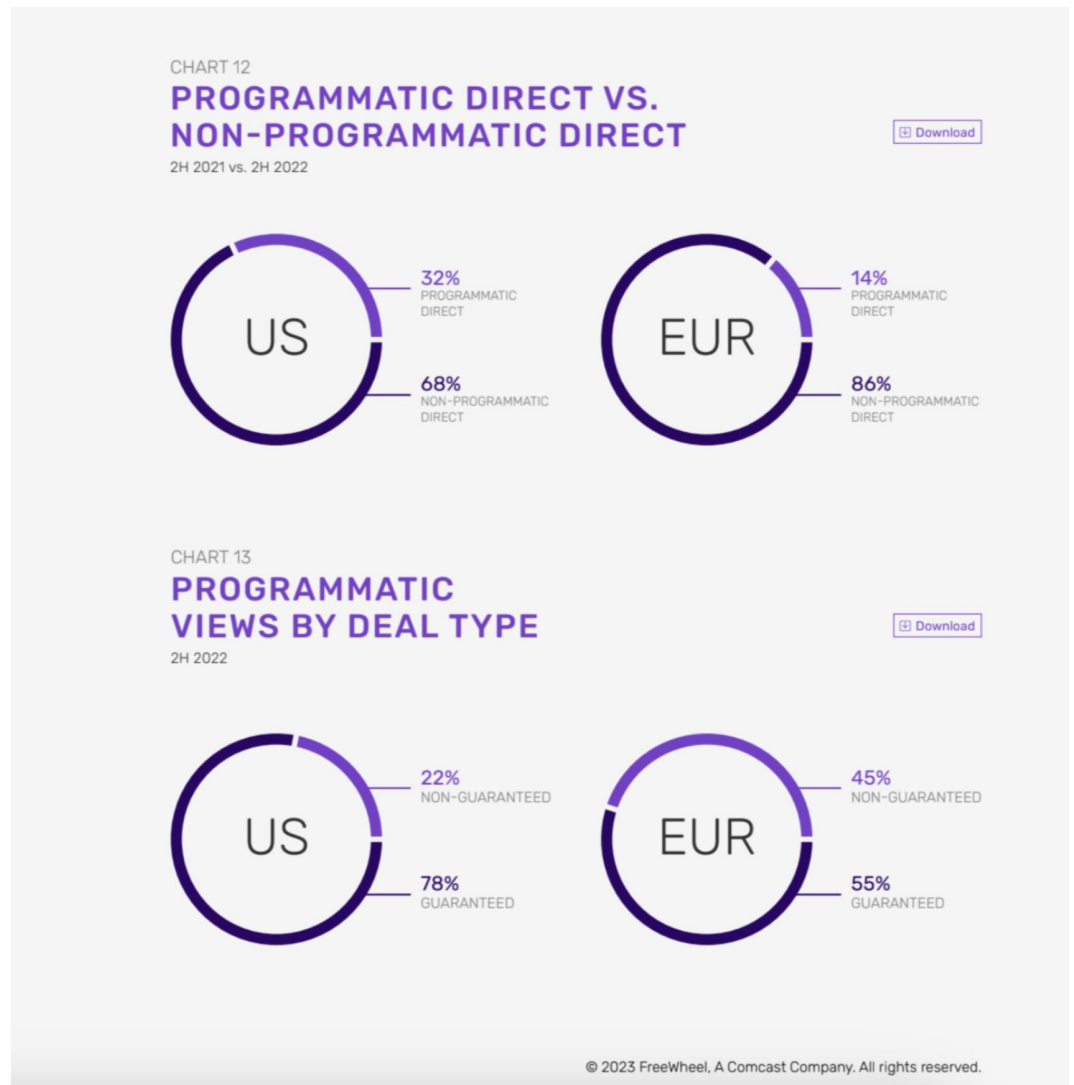 CHART 12
PROGRAMMATIC DIRECT VS.
NON-PROGRAMMATIC DIRECT
Download
2H 2021 vs. 2H 2022
US
32%
PROGRAMMATIC
DIRECT
68%
NON-PROGRAMMATIC
DIRECT
EUR
14%
PROGRAMMATIC
DIRECT
86%
NON-PROGRAMMATIC
DIRECT
CHART 13
PROGRAMMATIC
VIEWS BY DEAL TYPE
Download
2H 2022
US
22%
NON-GUARANTEED
78%
GUARANTEED
EUR
45%
NON-GUARANTEED
55%
GUARANTEED
© 2023 FreeWheel, A Comcast Company. All rights reserved.